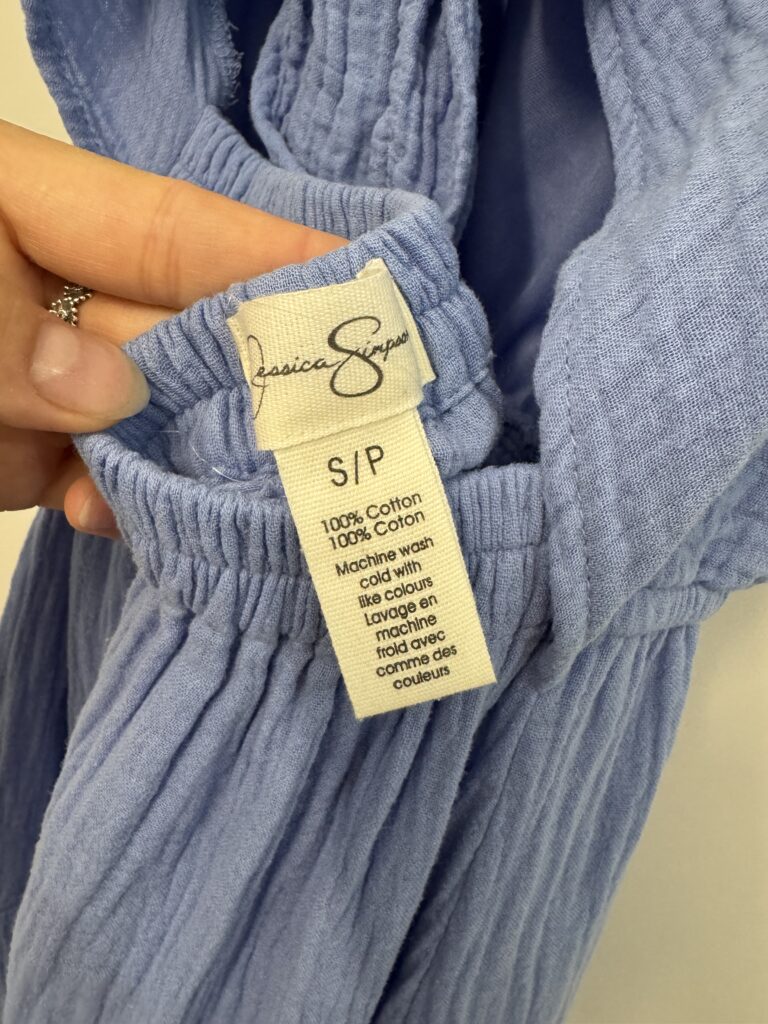 Jessica Simpson
S/P
100% Cotton
100% Coton
Machine wash
cold with
like colours
Lavage en
machine
froid avec
comme des
couleurs